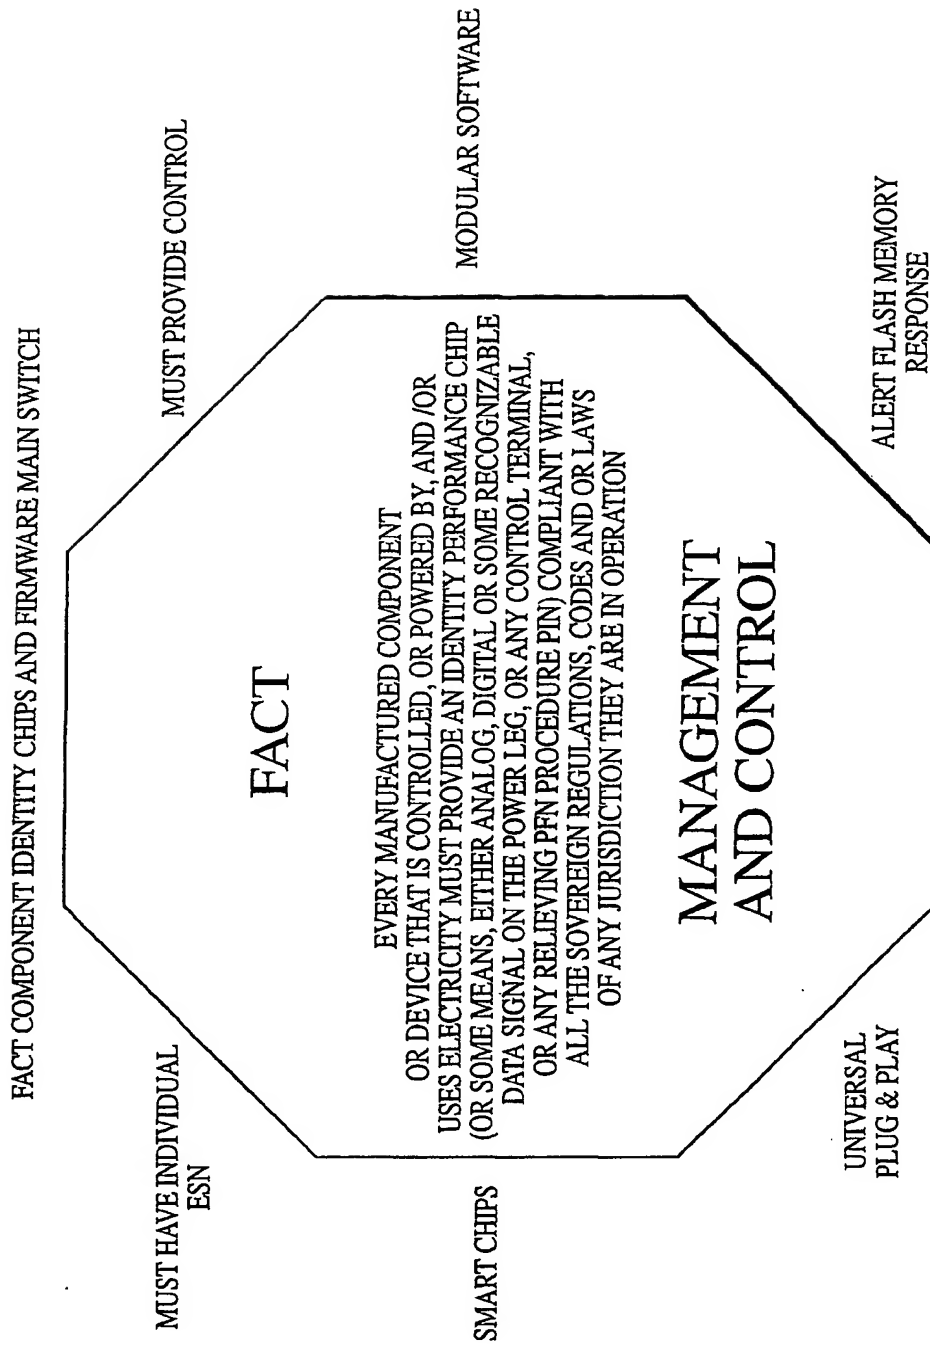 FACT COMPONENT IDENTITY CHIPS AND FIRMWARE MAIN SWITCH
MUST HAVE INDIVIDUAL
ESN
MUST PROVIDE CONTROL
FACT
EVERY MANUFACTURED COMPONENT
OR DEVICE THAT IS CONTROLLED, OR POWERED BY, AND /OR
USES ELECTRICITY MUST PROVIDE AN IDENTITY PERFORMANCE CHIP
(OR SOME MEANS, EITHER ANALOG, DIGITAL OR SOME RECOGNIZABLE
DATA SIGNAL ON THE POWER LEG, OR ANY CONTROL TERMINAL,
OR ANY RELIEVING PFN PROCEDURE PIN) COMPLIANT WITH
ALL THE SOVEREIGN REGULATIONS, CODES AND OR LAWS
OF ANY JURISDICTION THEY ARE IN OPERATION
SMART CHIPS
MODULAR SOFTWARE
MANAGEMENT
AND CONTROL
UNIVERSAL
PLUG & PLAY
ALERT FLASH MEMORY
RESPONSE